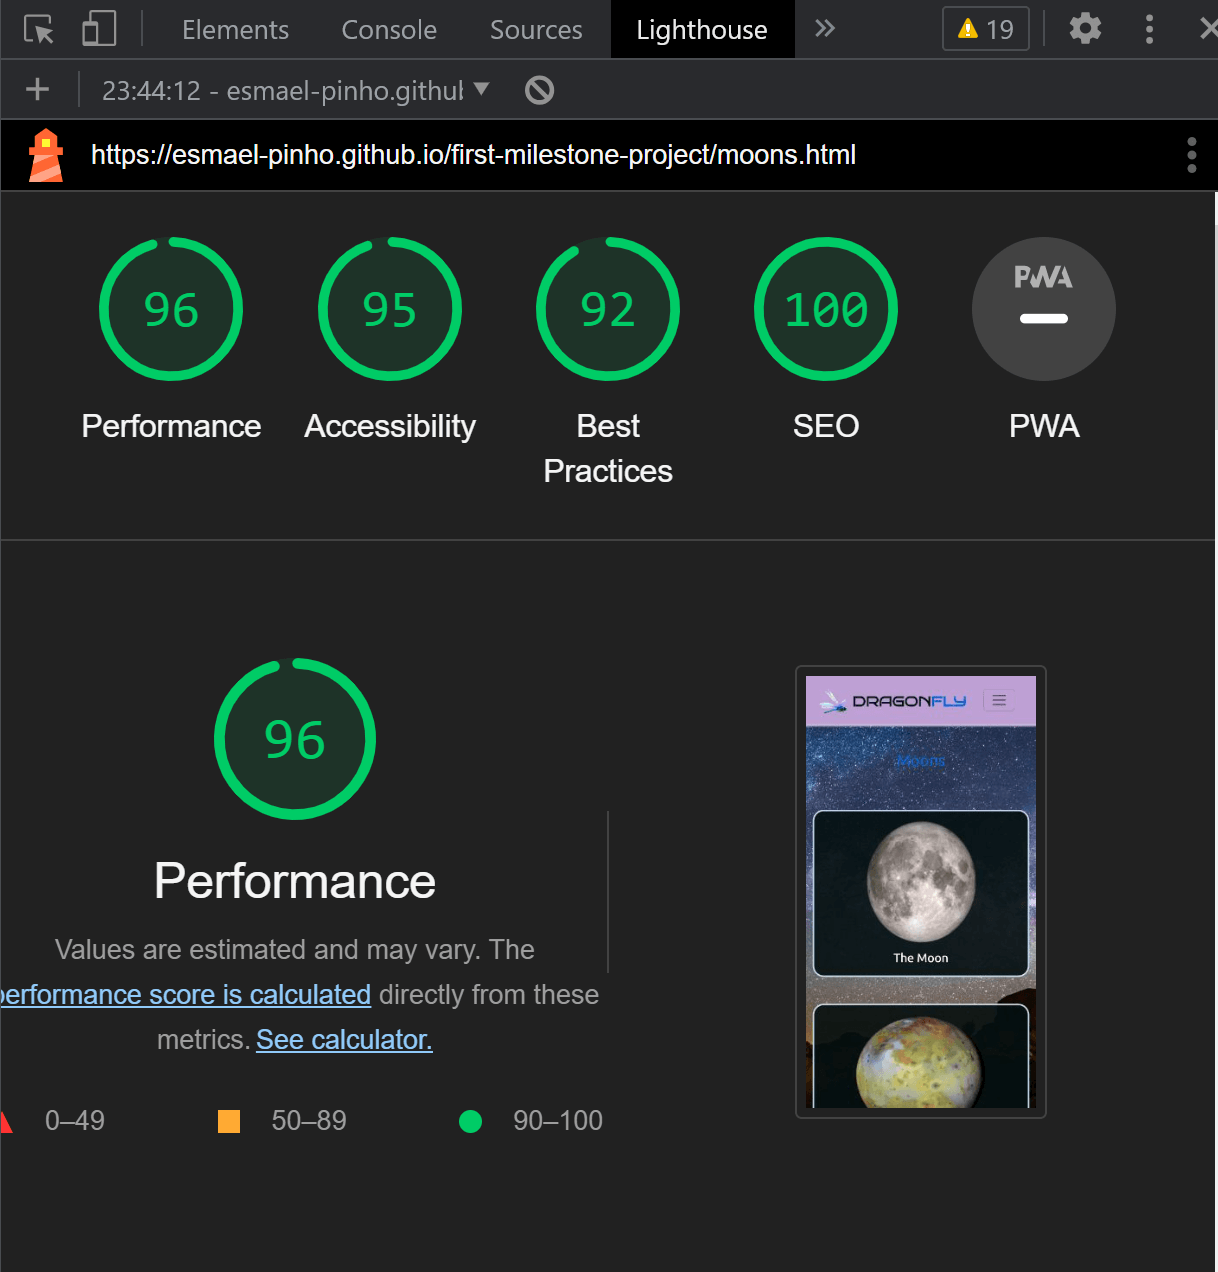 Elements Console Sources Lighthouse 19
23:44:12 - esmael-pinho.githu
https://esmael-pinho.github.io/first-milestone-project/moons.html
96 95 92 100 PWA
Performance Accessibility Best Practices SEO PWA
96
Performance
Values are estimated and may vary. The
performance score is calculated directly from these
metrics. See calculator.
0–49 50–89 90–100
DRAGONFLY
Moons
The Moon